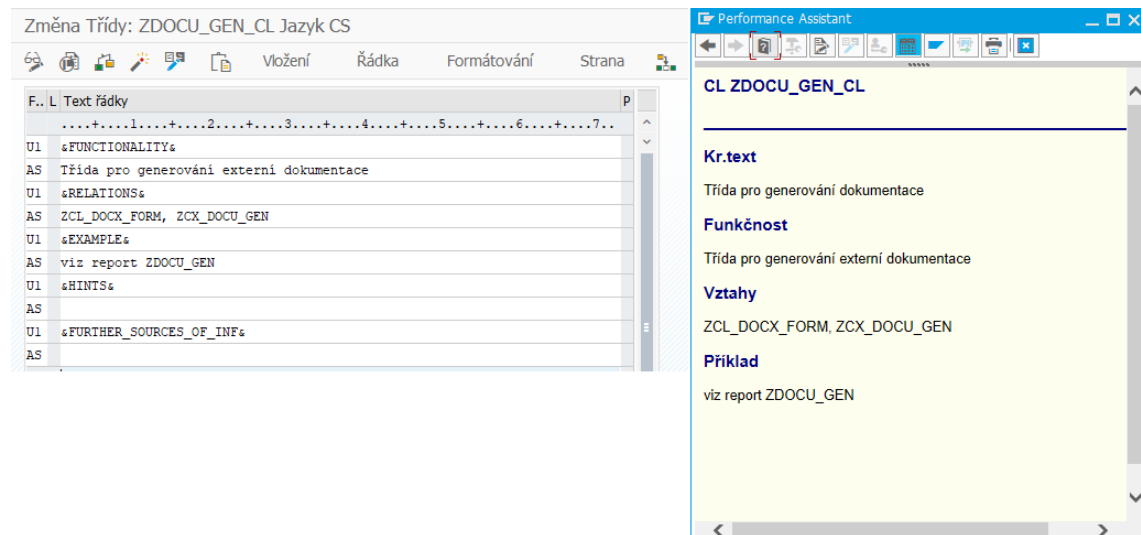 Změna Třídy: ZDOCU_GEN_CL Jazyk CS
Vložení Řádka Formátování Strana
F.. L Text řádky P
....+....1....+....2....+....3....+....4....+....5....+....6....+....7..
U1 &FUNCTIONALITY&
AS Třída pro generování externí dokumentace
U1 &RELATIONS&
AS ZCL_DOCX_FORM, ZCX_DOCU_GEN
U1 &EXAMPLE&
AS viz report ZDOCU_GEN
U1 &HINTS&
AS
U1 &FURTHER_SOURCES_OF_INF&
AS
Performance Assistant
CL ZDOCU_GEN_CL
Kr.text
Třída pro generování dokumentace
Funkčnost
Třída pro generování externí dokumentace
Vztahy
ZCL_DOCX_FORM, ZCX_DOCU_GEN
Příklad
viz report ZDOCU_GEN